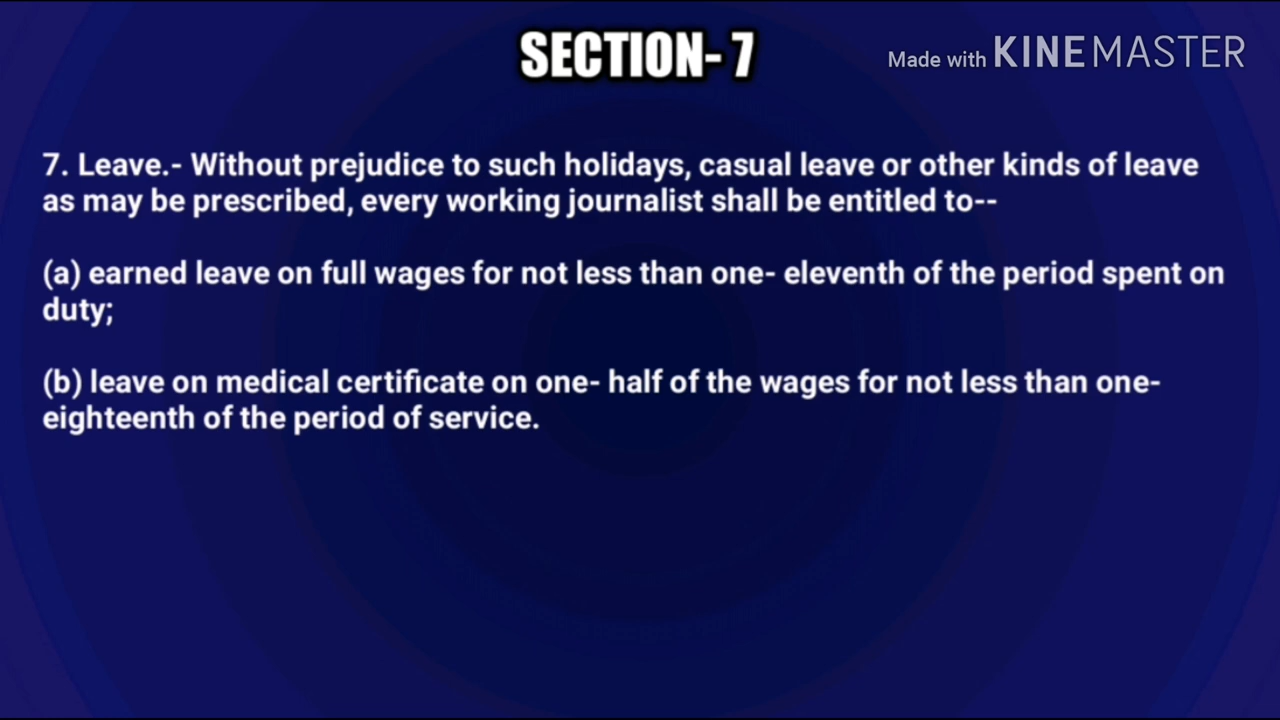 SECTION- 7
Made with KINEMASTER
7. Leave.- Without prejudice to such holidays, casual leave or other kinds of leave
as may be prescribed, every working journalist shall be entitled to--
(a) earned leave on full wages for not less than one- eleventh of the period spent on
duty;
(b) leave on medical certificate on one- half of the wages for not less than one-
eighteenth of the period of service.